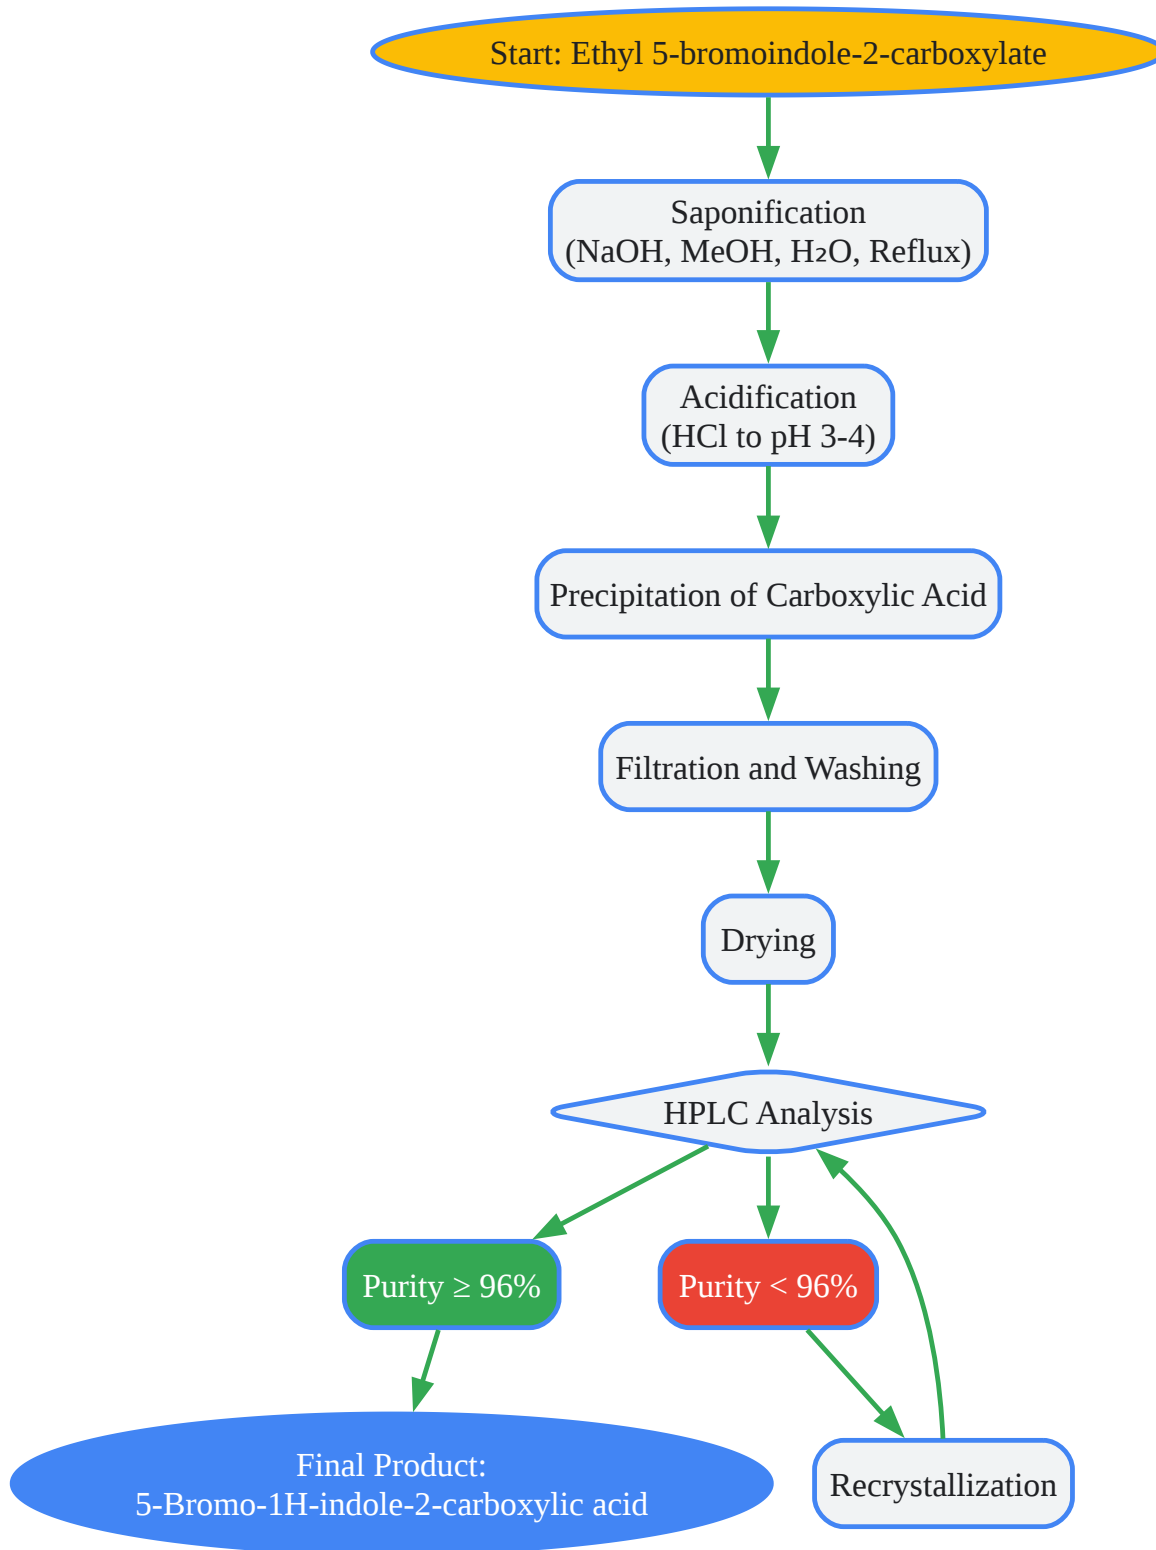 Start: Ethyl 5-bromoindole-2-carboxylate
Saponification
(NaOH, MeOH, H₂O, Reflux)
Acidification
(HCl to pH 3-4)
Precipitation of Carboxylic Acid
Filtration and Washing
Drying
HPLC Analysis
Purity ≥ 96%
Purity < 96%
Final Product:
5-Bromo-1H-indole-2-carboxylic acid
Recrystallization